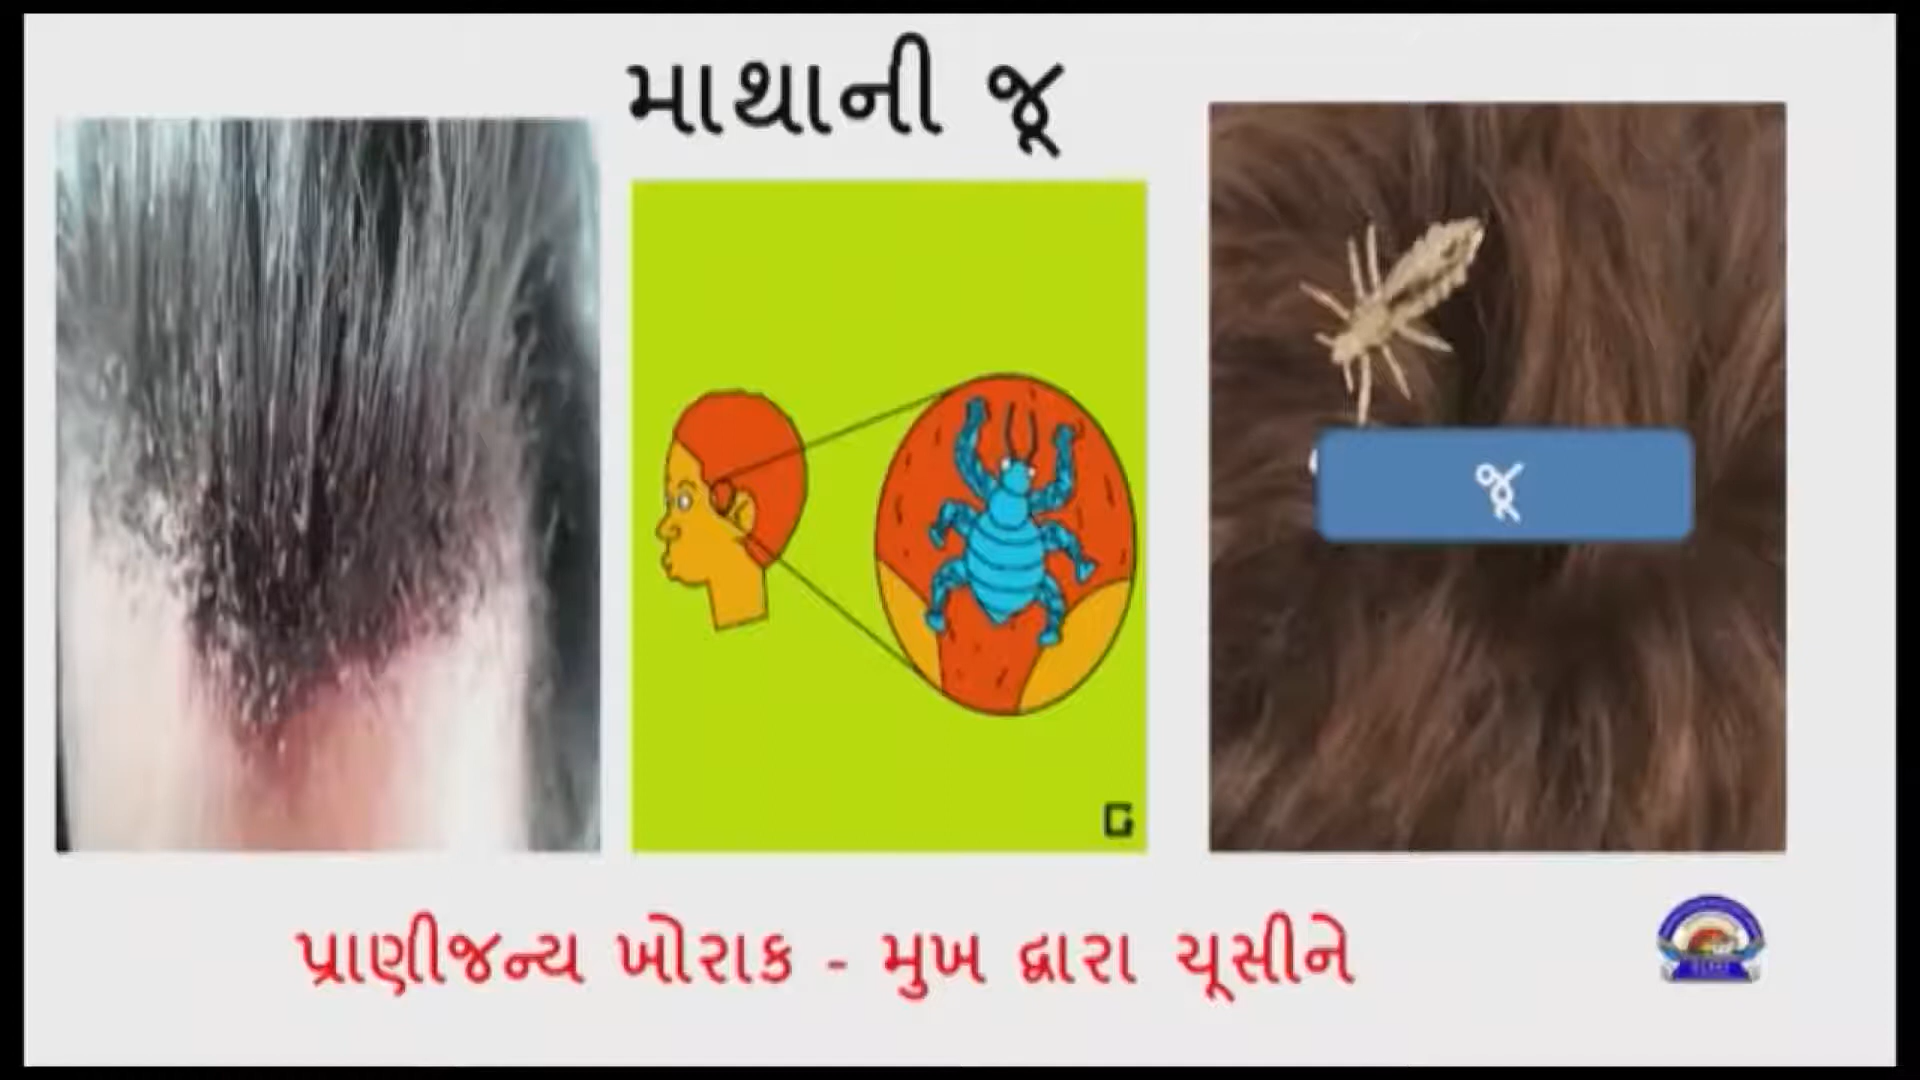 માથાની જૂ
જૂ
પ્રાણીજન્ય ખોરાક - મુખ દ્વારા ચૂસીને